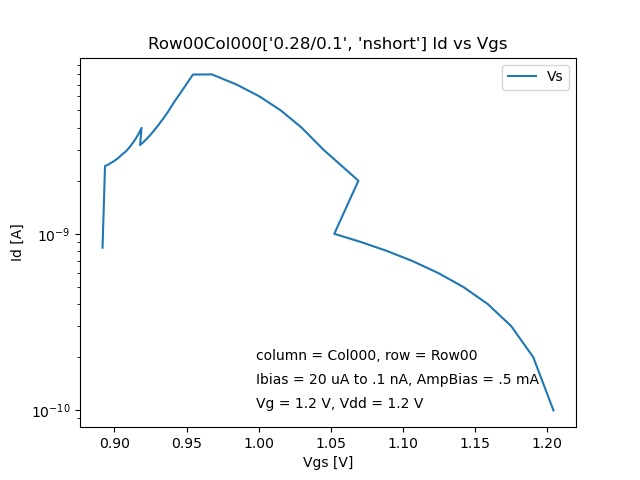 Row00Col000['0.28/0.1', 'nshort'] Id vs Vgs
Vs
Id [A]
10^-9
10^-10
column = Col000, row = Row00
Ibias = 20 uA to .1 nA, AmpBias = .5 mA
Vg = 1.2 V, Vdd = 1.2 V
0.90 0.95 1.00 1.05 1.10 1.15 1.20
Vgs [V]